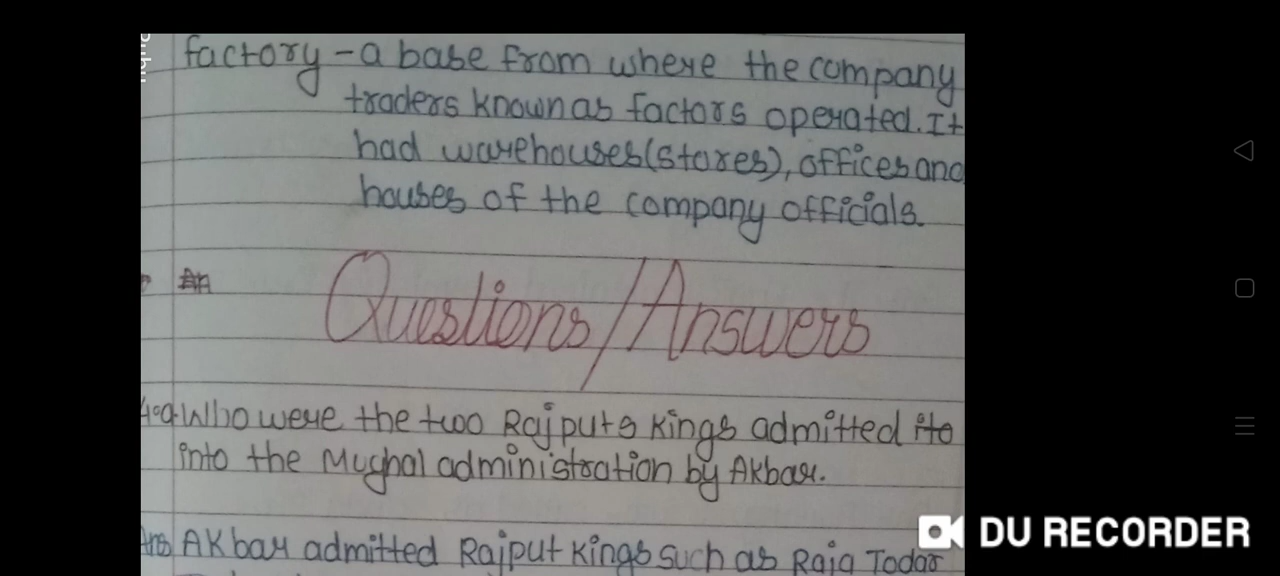 factory - a base from where the company
traders known as factors operated. It
had warehouses(stores), offices and
houses of the company officials.
Questions/Answers
Who were the two Rajputs Kings admitted
into the Mughal administration by Akbar.
Ans Akbar admitted Rajput Kings such as Raja Todar
DU RECORDER